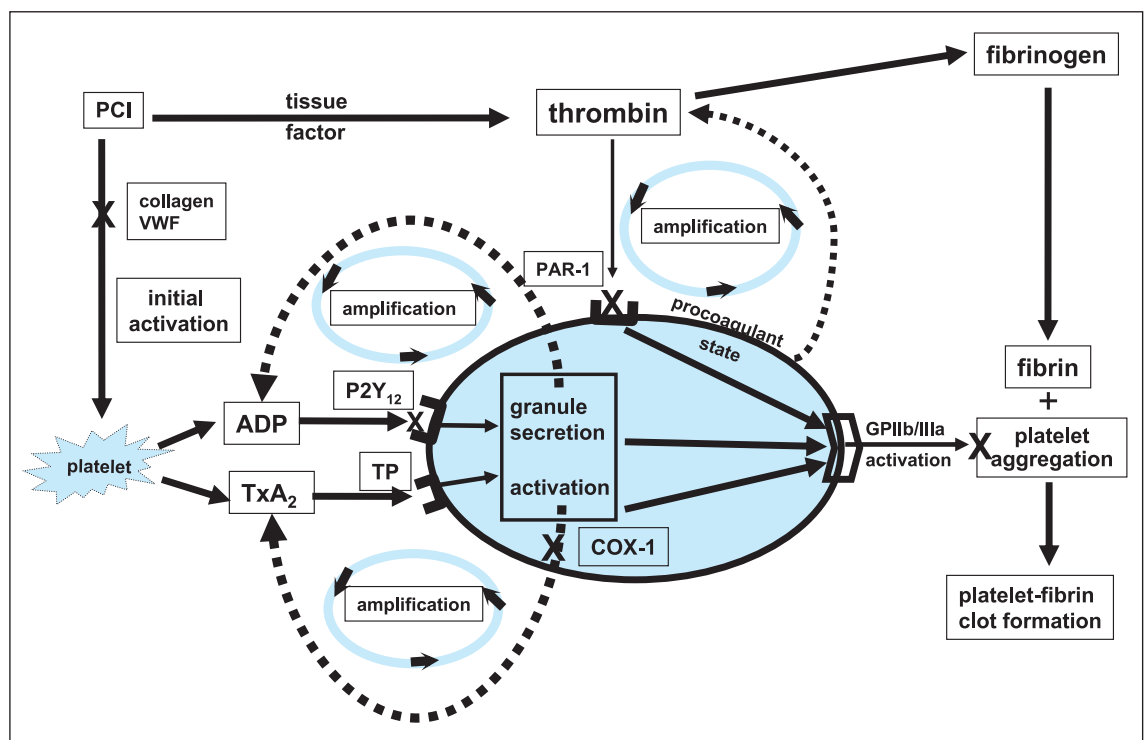 fibrinogen
PCI
tissue
factor
thrombin
collagen
VWF
amplification
PAR-1
initial
activation
amplification
procoagulant
state
fibrin
+
P2Y₁₂
ADP
granule
secretion
GPIIb/IIIa
activation
platelet
aggregation
X
X
X
X
X
platelet
TP
TxA₂
activation
COX-1
amplification
platelet-fibrin
clot formation